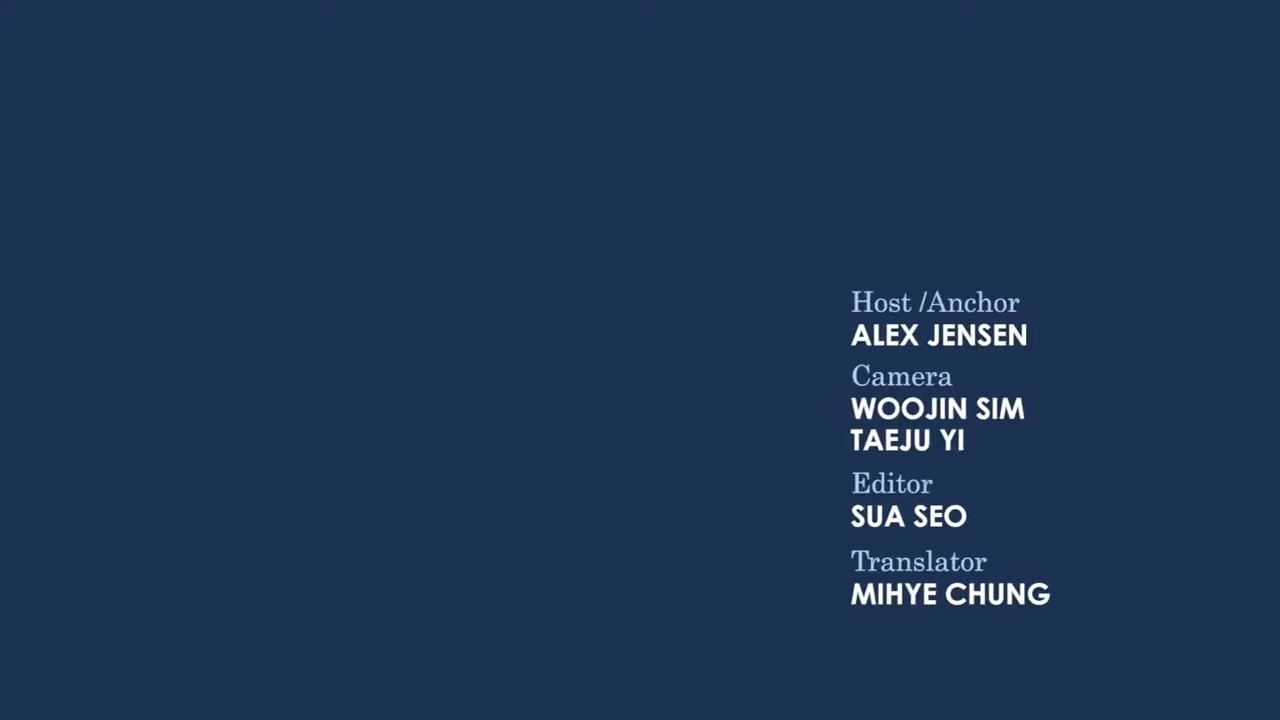 Host /Anchor
ALEX JENSEN
Camera
WOOJIN SIM
TAEJU YI
Editor
SUA SEO
Translator
MIHYE CHUNG